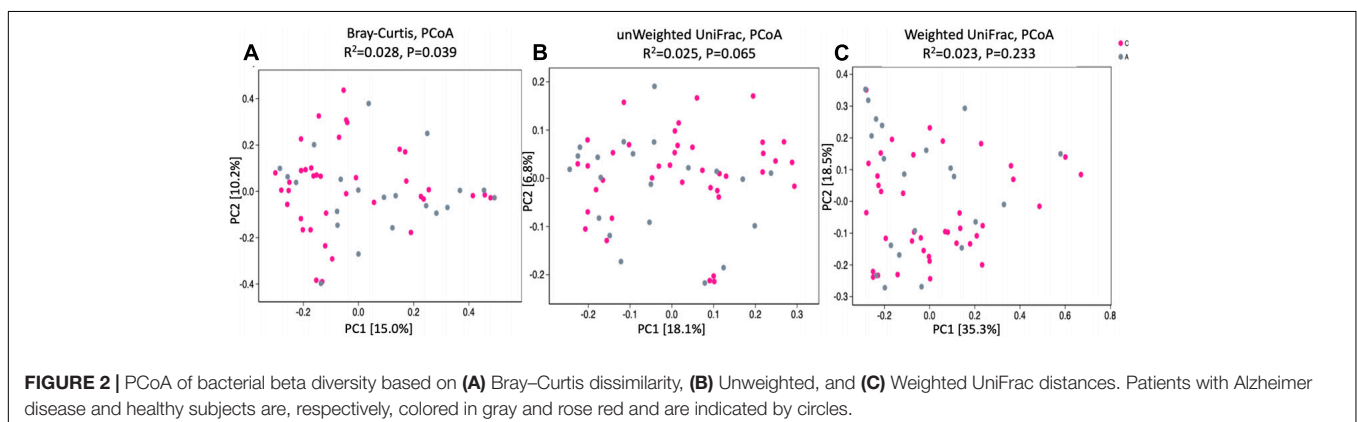 Bray-Curtis, PCoA
R²=0.028, P=0.039
A
0.4
0.2
0.0
-0.2
-0.4
PC2 [10.2%]
-0.2
0.0
0.2
0.4
PC1 [15.0%]
unWeighted UniFrac, PCoA
R²=0.025, P=0.065
B
0.2
0.1
0.0
-0.1
-0.2
PC2 [6.8%]
-0.2
-0.1
0.0
0.1
0.2
0.3
PC1 [18.1%]
Weighted UniFrac, PCoA
R²=0.023, P=0.233
C
0.4
0.3
0.2
0.1
-0.0
-0.1
-0.2
-0.3
PC2 [18.5%]
-0.2
0.0
0.2
0.4
0.6
0.8
PC1 [35.3%]
C
A
FIGURE 2 | PCoA of bacterial beta diversity based on (A) Bray–Curtis dissimilarity, (B) Unweighted, and (C) Weighted UniFrac distances. Patients with Alzheimer
disease and healthy subjects are, respectively, colored in gray and rose red and are indicated by circles.